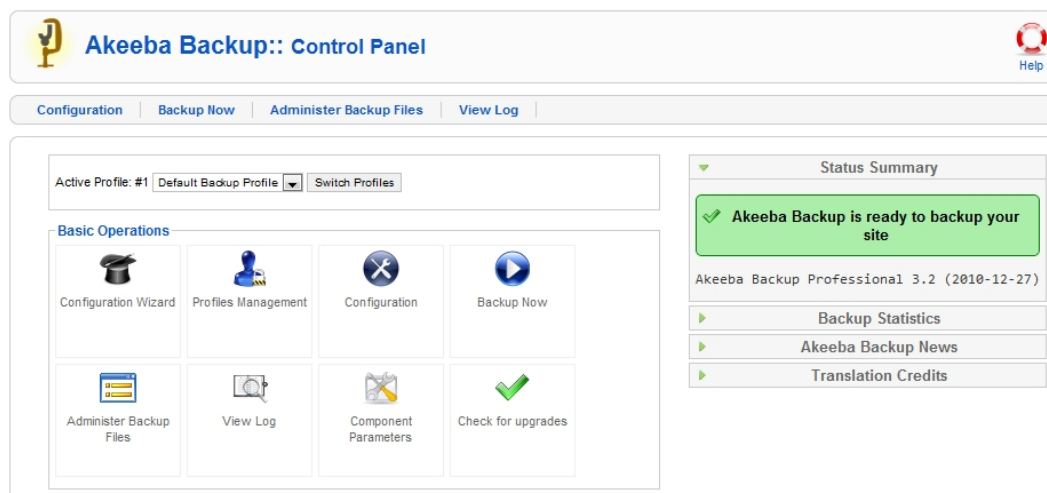 Akeeba Backup:: Control Panel
Help
Configuration
Backup Now
Administer Backup Files
View Log
Active Profile: #1 Default Backup Profile Switch Profiles
Basic Operations
Configuration Wizard
Profiles Management
Configuration
Backup Now
Administer Backup
Files
View Log
Component
Parameters
Check for upgrades
Status Summary
Akeeba Backup is ready to backup your
site
Akeeba Backup Professional 3.2 (2010-12-27)
Backup Statistics
Akeeba Backup News
Translation Credits